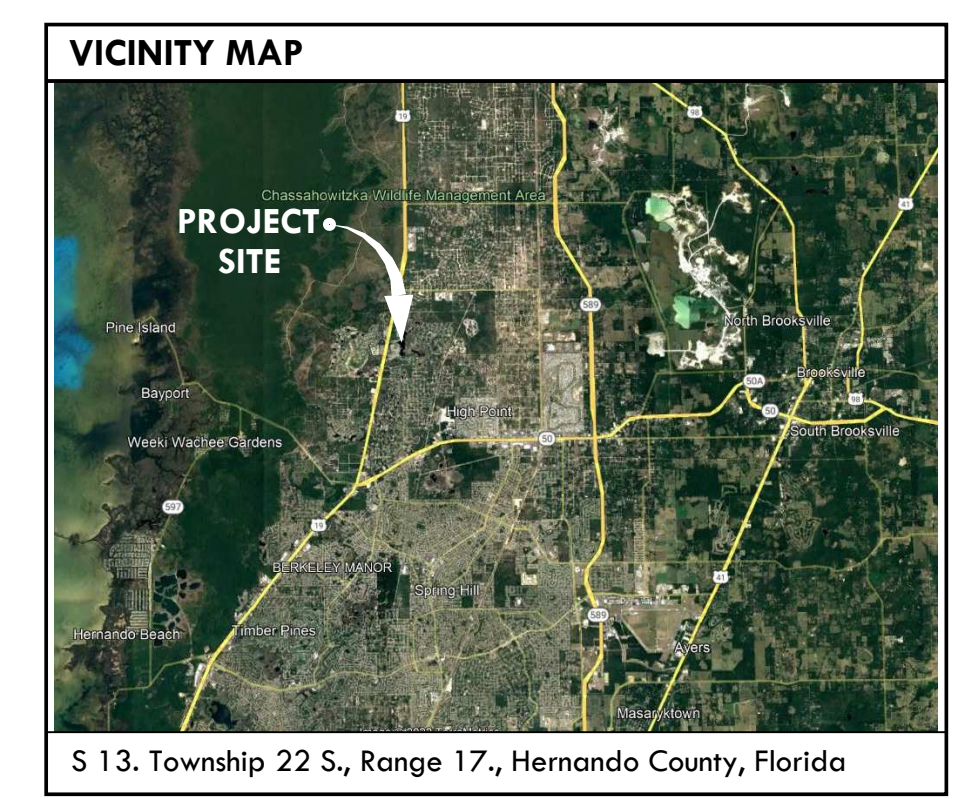 VICINITY MAP
19
98
Chassahowitzka Wildlife Management Area
41
PROJECT
SITE
589
Pine Island
North Brooksville
Brooksville
50A
Bayport
98
High Point
50
Weeki Wachee Gardens
50
South Brooksville
597
19
BERKELEY MANOR
41
Spring Hill
589
Hernando Beach
Timber Pines
Ayers
Masaryktown
S 13. Township 22 S., Range 17., Hernando County, Florida